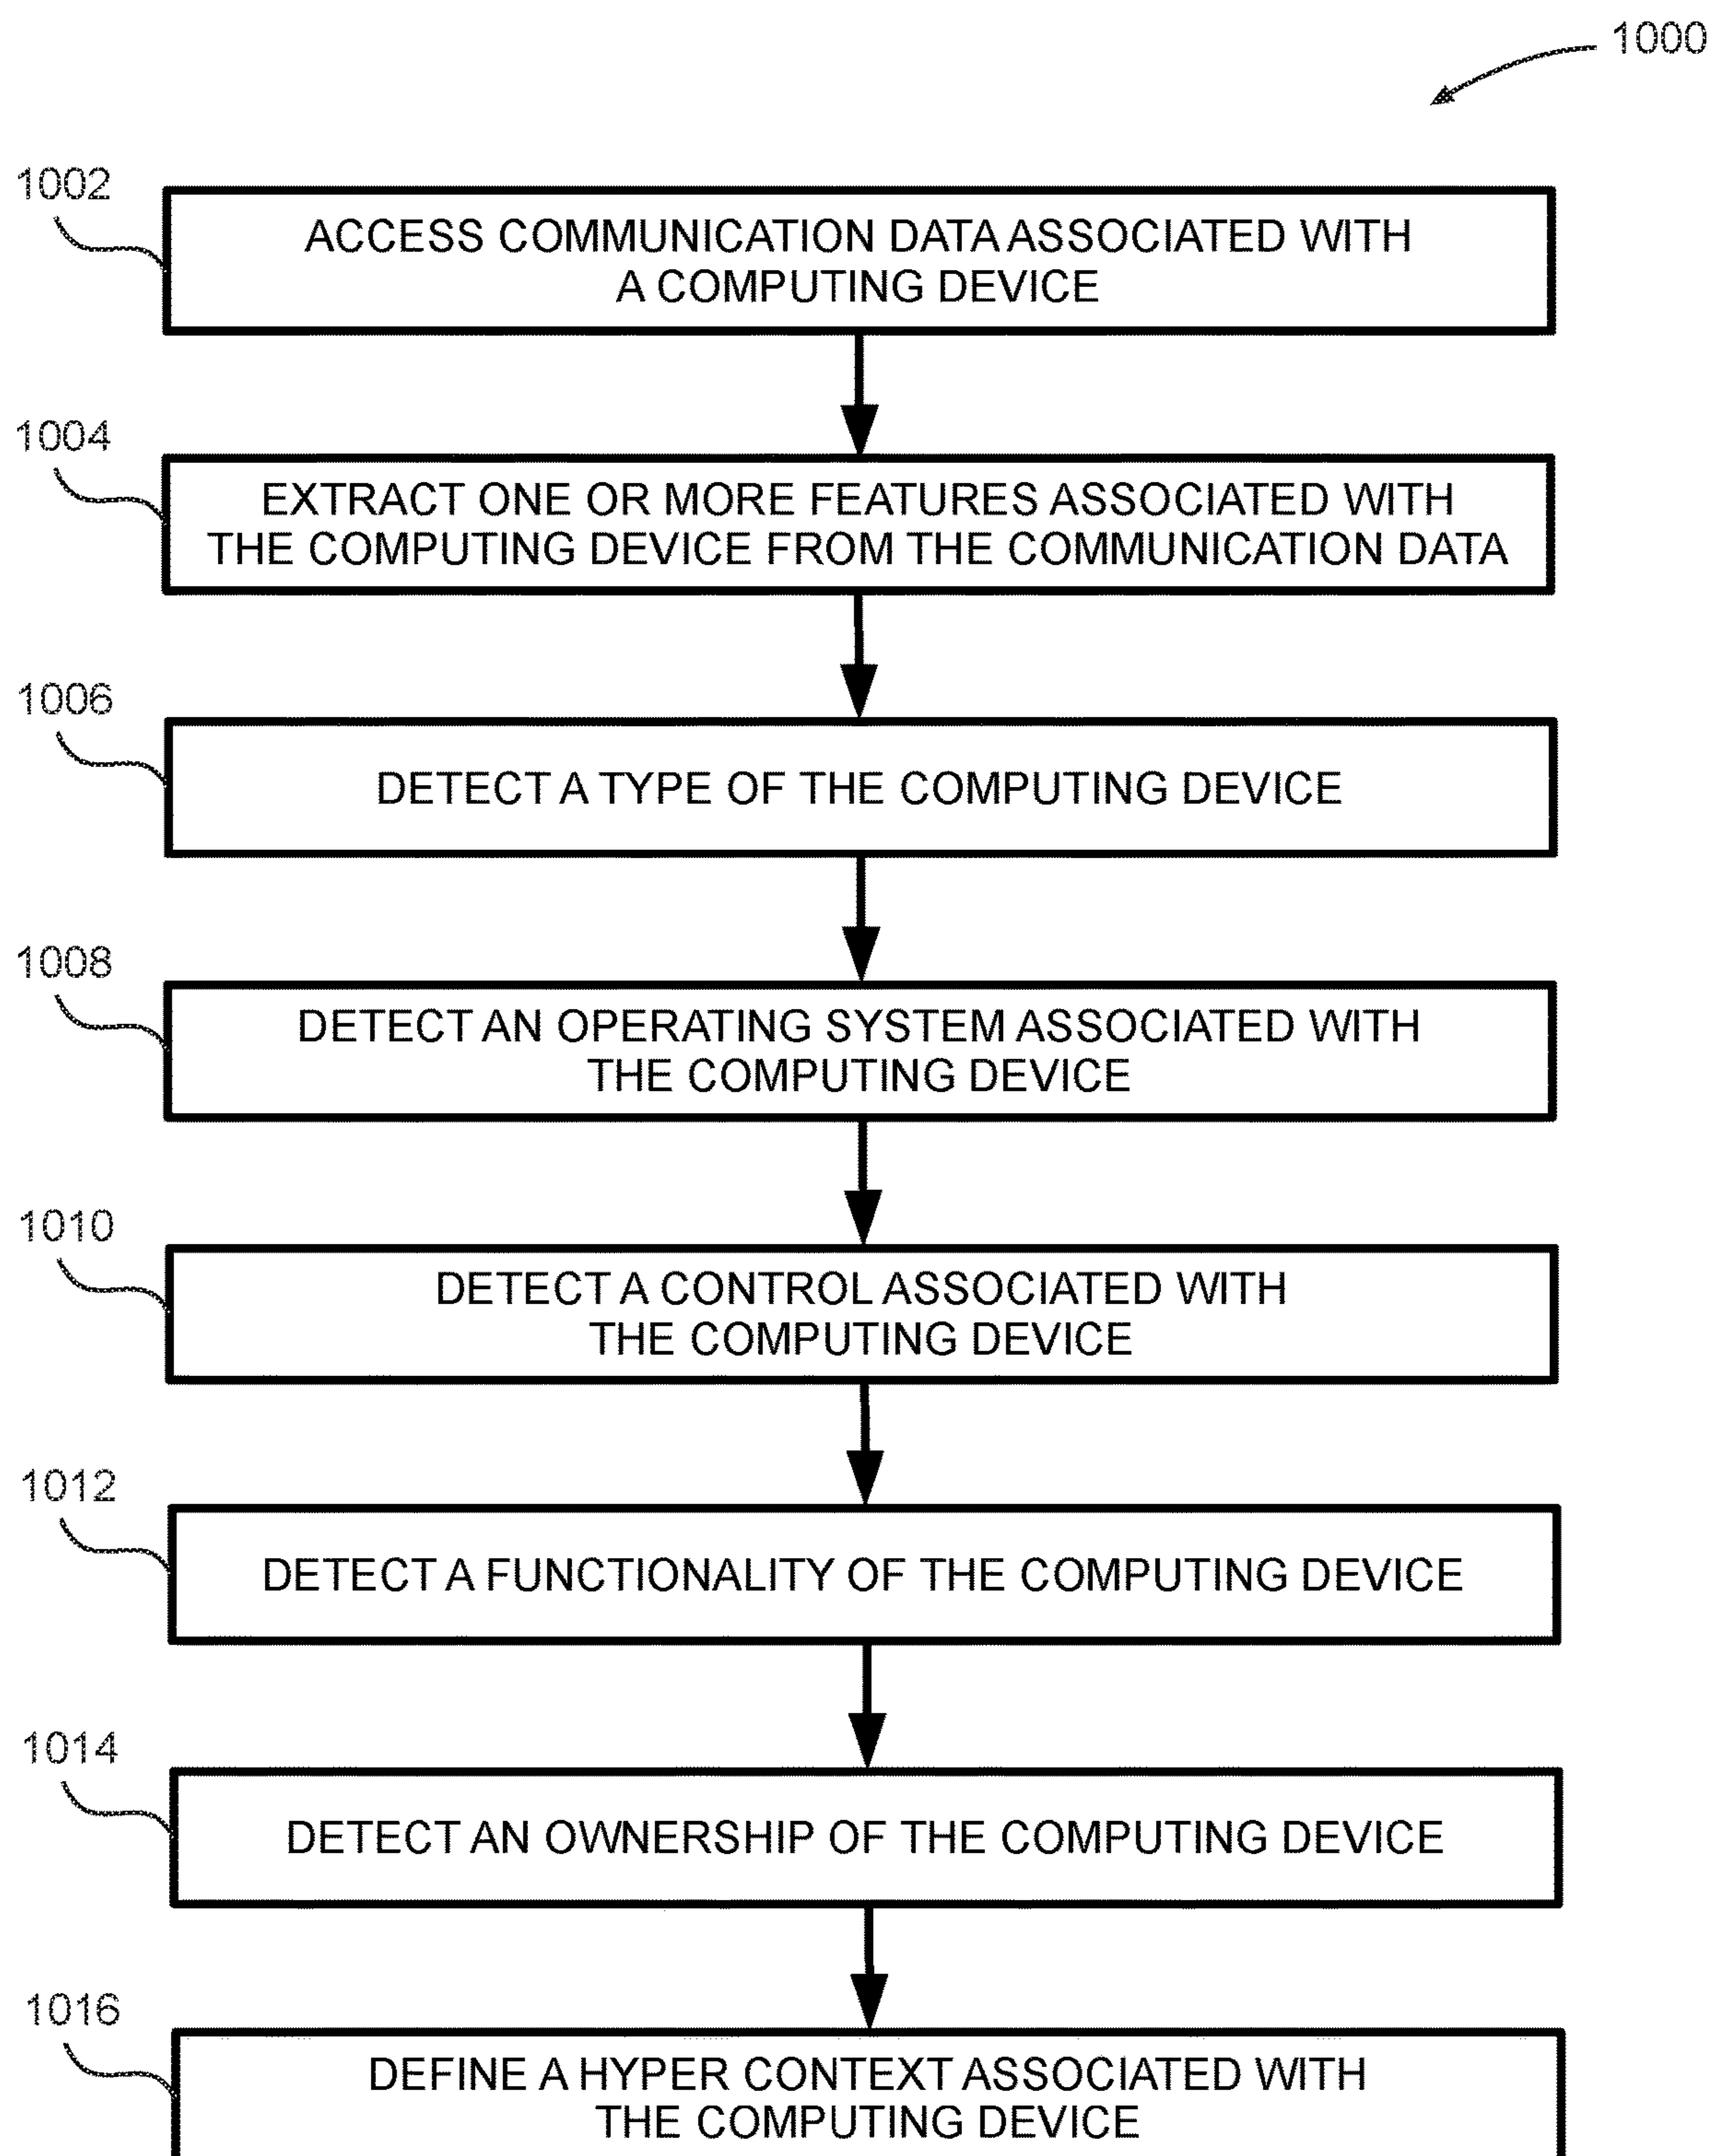 1000
1002
ACCESS COMMUNICATION DATA ASSOCIATED WITH
A COMPUTING DEVICE
1004
EXTRACT ONE OR MORE FEATURES ASSOCIATED WITH
THE COMPUTING DEVICE FROM THE COMMUNICATION DATA
1006
DETECT A TYPE OF THE COMPUTING DEVICE
1008
DETECT AN OPERATING SYSTEM ASSOCIATED WITH
THE COMPUTING DEVICE
1010
DETECT A CONTROL ASSOCIATED WITH
THE COMPUTING DEVICE
1012
DETECT A FUNCTIONALITY OF THE COMPUTING DEVICE
1014
DETECT AN OWNERSHIP OF THE COMPUTING DEVICE
1016
DEFINE A HYPER CONTEXT ASSOCIATED WITH
THE COMPUTING DEVICE